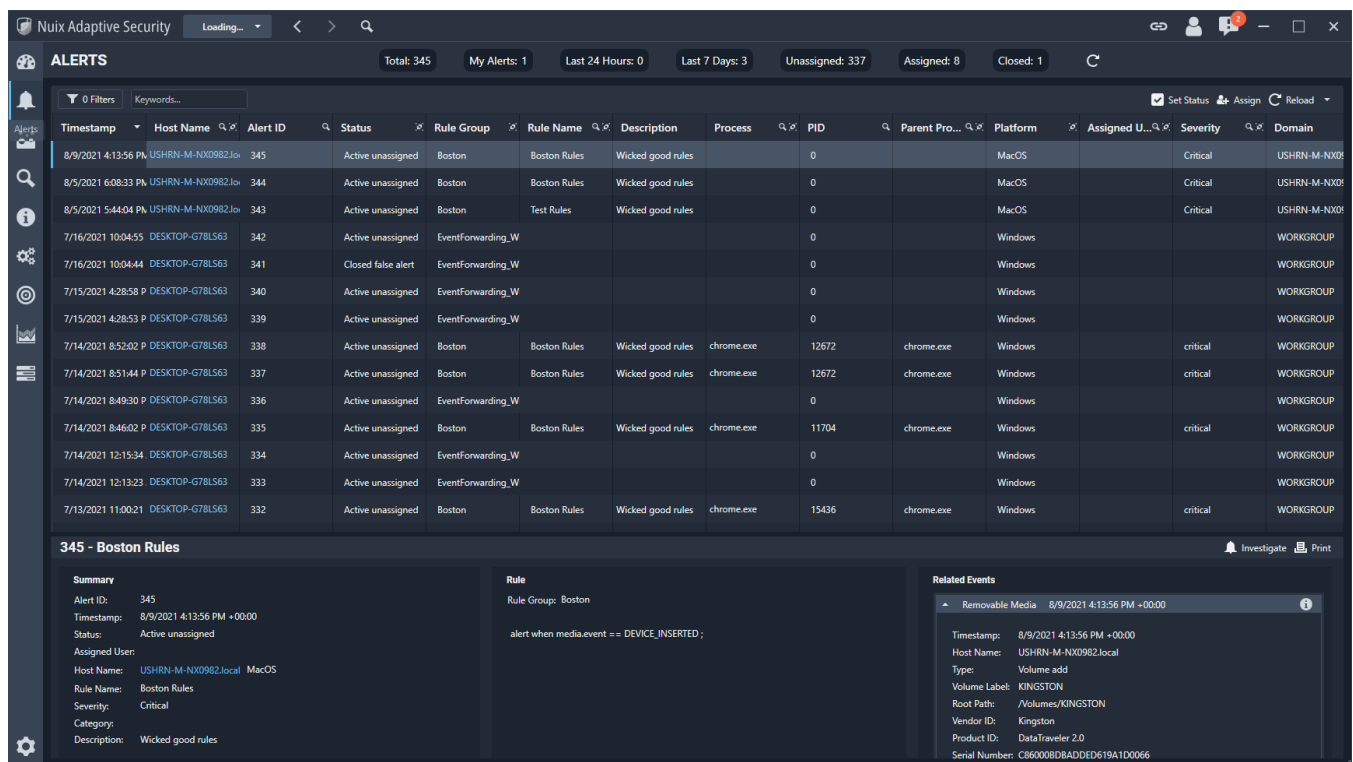 Nuix Adaptive Security Loading...
2
ALERTS Total: 345 My Alerts: 1 Last 24 Hours: 0 Last 7 Days: 3 Unassigned: 337 Assigned: 8 Closed: 1
0 Filters Keywords... Set Status Assign Reload
Alerts
Timestamp Host Name Alert ID Status Rule Group Rule Name Description Process PID Parent Pro... Platform Assigned U... Severity Domain
8/9/2021 4:13:56 PM USHRN-M-NX0982.lo 345 Active unassigned Boston Boston Rules Wicked good rules 0 MacOS Critical USHRN-M-NX09
8/5/2021 6:08:33 PM USHRN-M-NX0982.lo 344 Active unassigned Boston Boston Rules Wicked good rules 0 MacOS Critical USHRN-M-NX09
8/5/2021 5:44:04 PM USHRN-M-NX0982.lo 343 Active unassigned Boston Test Rules Wicked good rules 0 MacOS Critical USHRN-M-NX09
7/16/2021 10:04:55 DESKTOP-G78LS63 342 Active unassigned EventForwarding_W 0 Windows WORKGROUP
7/16/2021 10:04:44 DESKTOP-G78LS63 341 Closed false alert EventForwarding_W 0 Windows WORKGROUP
7/15/2021 4:28:58 P DESKTOP-G78LS63 340 Active unassigned EventForwarding_W 0 Windows WORKGROUP
7/15/2021 4:28:53 P DESKTOP-G78LS63 339 Active unassigned EventForwarding_W 0 Windows WORKGROUP
7/14/2021 8:52:02 P DESKTOP-G78LS63 338 Active unassigned Boston Boston Rules Wicked good rules chrome.exe 12672 chrome.exe Windows critical WORKGROUP
7/14/2021 8:51:44 P DESKTOP-G78LS63 337 Active unassigned Boston Boston Rules Wicked good rules chrome.exe 12672 chrome.exe Windows critical WORKGROUP
7/14/2021 8:49:30 P DESKTOP-G78LS63 336 Active unassigned EventForwarding_W 0 Windows WORKGROUP
7/14/2021 8:46:02 P DESKTOP-G78LS63 335 Active unassigned Boston Boston Rules Wicked good rules chrome.exe 11704 chrome.exe Windows critical WORKGROUP
7/14/2021 12:15:34 DESKTOP-G78LS63 334 Active unassigned EventForwarding_W 0 Windows WORKGROUP
7/14/2021 12:13:23 DESKTOP-G78LS63 333 Active unassigned EventForwarding_W 0 Windows WORKGROUP
7/13/2021 11:00:21 DESKTOP-G78LS63 332 Active unassigned Boston Boston Rules Wicked good rules chrome.exe 15436 chrome.exe Windows critical WORKGROUP
345 - Boston Rules Investigate Print
Summary
Alert ID: 345
Timestamp: 8/9/2021 4:13:56 PM +00:00
Status: Active unassigned
Assigned User:
Host Name: USHRN-M-NX0982.local MacOS
Rule Name: Boston Rules
Severity: Critical
Category:
Description: Wicked good rules
Rule
Rule Group: Boston
alert when media.event == DEVICE_INSERTED ;
Related Events
Removable Media 8/9/2021 4:13:56 PM +00:00
Timestamp: 8/9/2021 4:13:56 PM +00:00
Host Name: USHRN-M-NX0982.local
Type: Volume add
Volume Label: KINGSTON
Root Path: /Volumes/KINGSTON
Vendor ID: Kingston
Product ID: DataTraveler 2.0
Serial Number: C86000BDBADDED619A1D0066